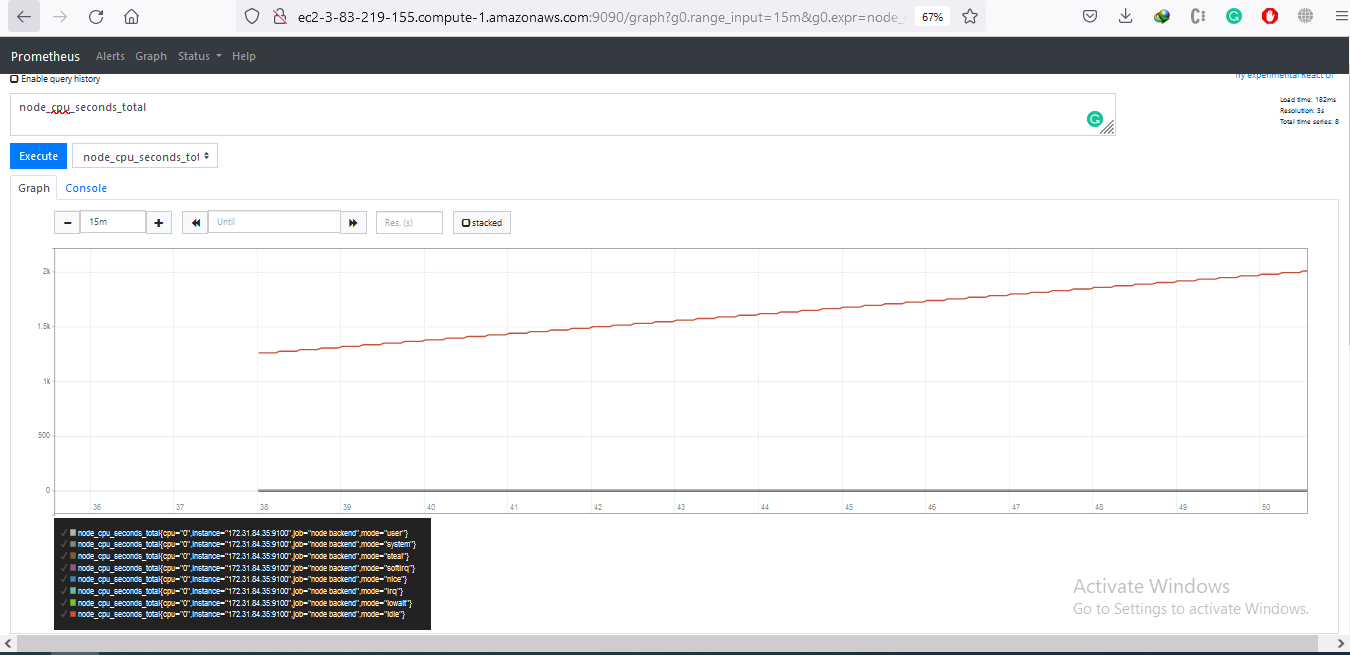 ec2-3-83-219-155.compute-1.amazonaws.com:9090/graph?g0.range_input=15m&g0.expr=node_ 67%
Prometheus Alerts Graph Status Help
Enable query history
Try experimental React UI
node_cpu_seconds_total
Load time: 182ms
Resolution: 3s
Total time series: 8
Execute node_cpu_seconds_tot
Graph Console
15m Until Res. (s) stacked
2k
1.5k
1k
500
0
36 37 38 39 40 41 42 43 44 45 46 47 48 49 50
node_cpu_seconds_total{cpu="0",instance="172.31.84.35:9100",job="node backend",mode="user"}
node_cpu_seconds_total{cpu="0",instance="172.31.84.35:9100",job="node backend",mode="system"}
node_cpu_seconds_total{cpu="0",instance="172.31.84.35:9100",job="node backend",mode="steal"}
node_cpu_seconds_total{cpu="0",instance="172.31.84.35:9100",job="node backend",mode="softirq"}
node_cpu_seconds_total{cpu="0",instance="172.31.84.35:9100",job="node backend",mode="nice"}
node_cpu_seconds_total{cpu="0",instance="172.31.84.35:9100",job="node backend",mode="irq"}
node_cpu_seconds_total{cpu="0",instance="172.31.84.35:9100",job="node backend",mode="iowait"}
node_cpu_seconds_total{cpu="0",instance="172.31.84.35:9100",job="node backend",mode="idle"}
Activate Windows
Go to Settings to activate Windows.